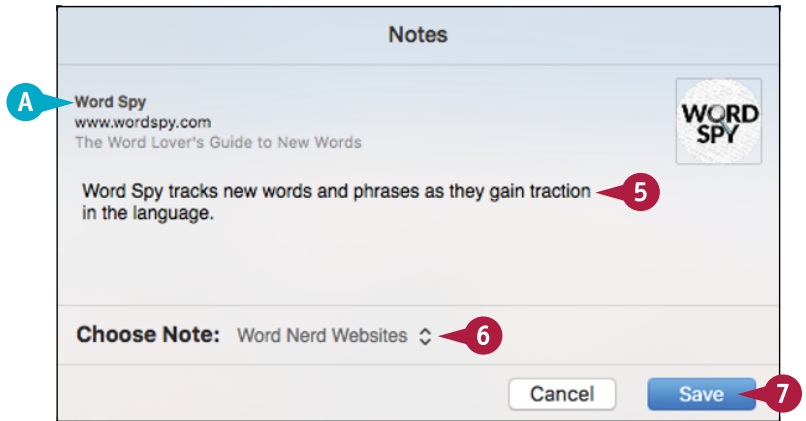 Notes
A
Word Spy
www.wordspy.com
The Word Lover's Guide to New Words
WORD
SPY
Word Spy tracks new words and phrases as they gain traction
in the language.
5
Choose Note: Word Nerd Websites
6
Cancel Save
7